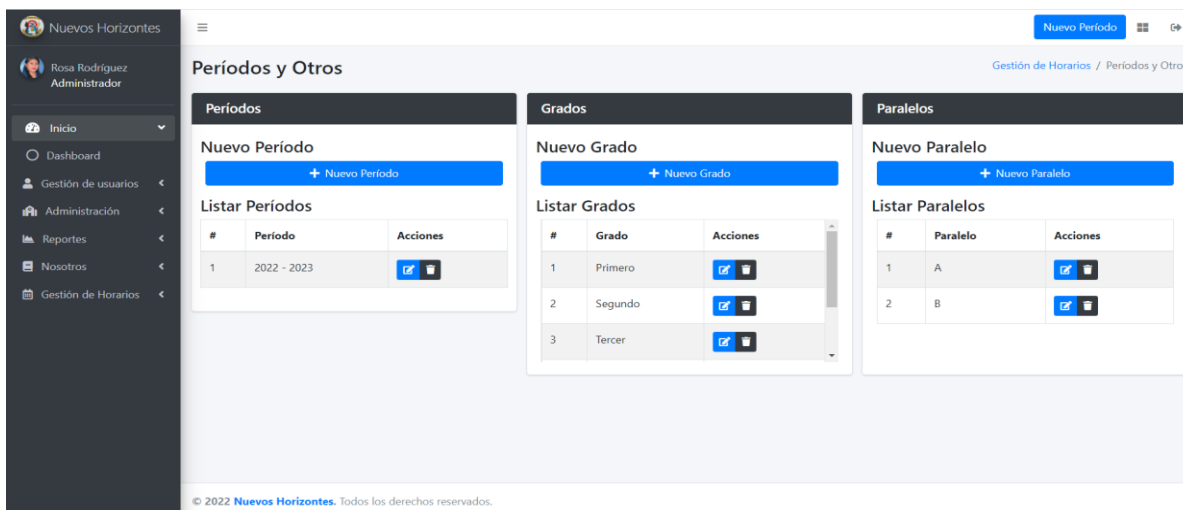 Nuevos Horizontes
Nuevo Período
Rosa Rodríguez
Administrador
Inicio
Dashboard
Gestión de usuarios
Administración
Reportes
Nosotros
Gestión de Horarios
Períodos y Otros
Gestión de Horarios / Períodos y Otro
Períodos
Nuevo Período
+ Nuevo Período
Listar Períodos
# Período Acciones
1 2022 - 2023
Grados
Nuevo Grado
+ Nuevo Grado
Listar Grados
# Grado Acciones
1 Primero
2 Segundo
3 Tercer
Paralelos
Nuevo Paralelo
+ Nuevo Paralelo
Listar Paralelos
# Paralelo Acciones
1 A
2 B
© 2022 Nuevos Horizontes. Todos los derechos reservados.